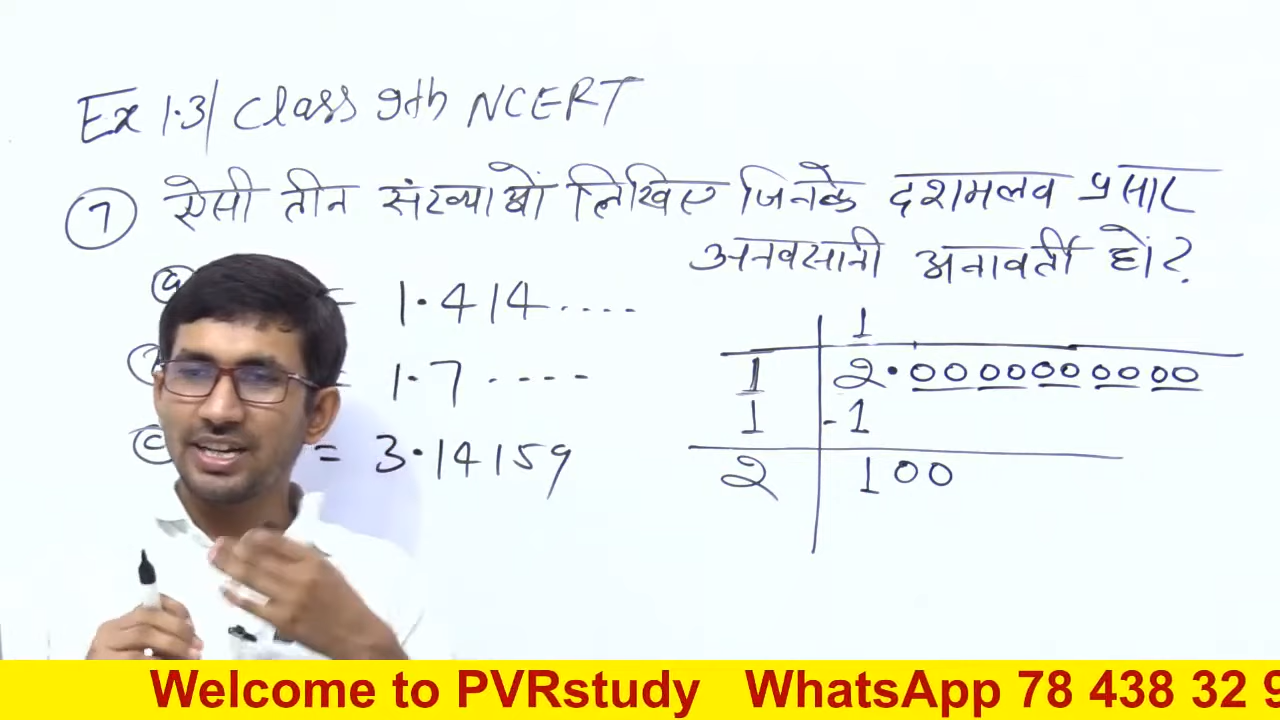 Ex 1.3 | Class 9th NCERT
7 ऐसी तीन संख्याओं लिखिए जिनके दशमलव प्रसार
अनवसानी अनावर्ती हों?
a = 1.414....
= 1.7....
c = 3.14159
1
1 2.0000000000
1 -1
2 100
Welcome to PVRstudy WhatsApp 78 438 32 9